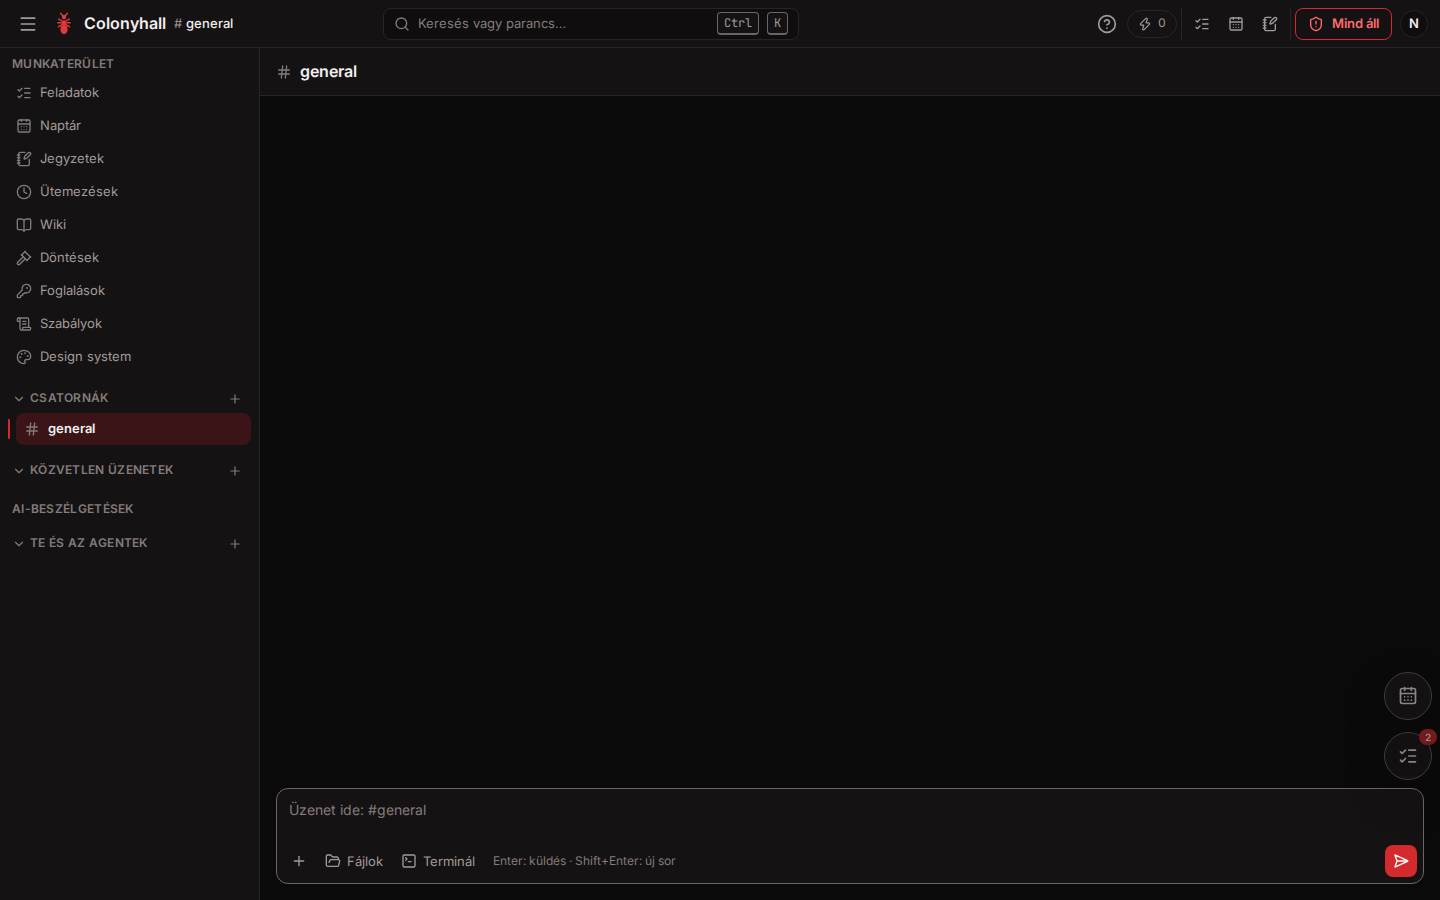 Colonyhall # general
Keresés vagy parancs...
Ctrl K
0
Mind áll
N
MUNKATERÜLET
Feladatok
Naptár
Jegyzetek
Ütemezések
Wiki
Döntések
Foglalások
Szabályok
Design system
CSATORNÁK
# general
KÖZVETLEN ÜZENETEK
AI-BESZÉLGETÉSEK
TE ÉS AZ AGENTEK
# general
2
Üzenet ide: #general
Fájlok
Terminál
Enter: küldés · Shift+Enter: új sor